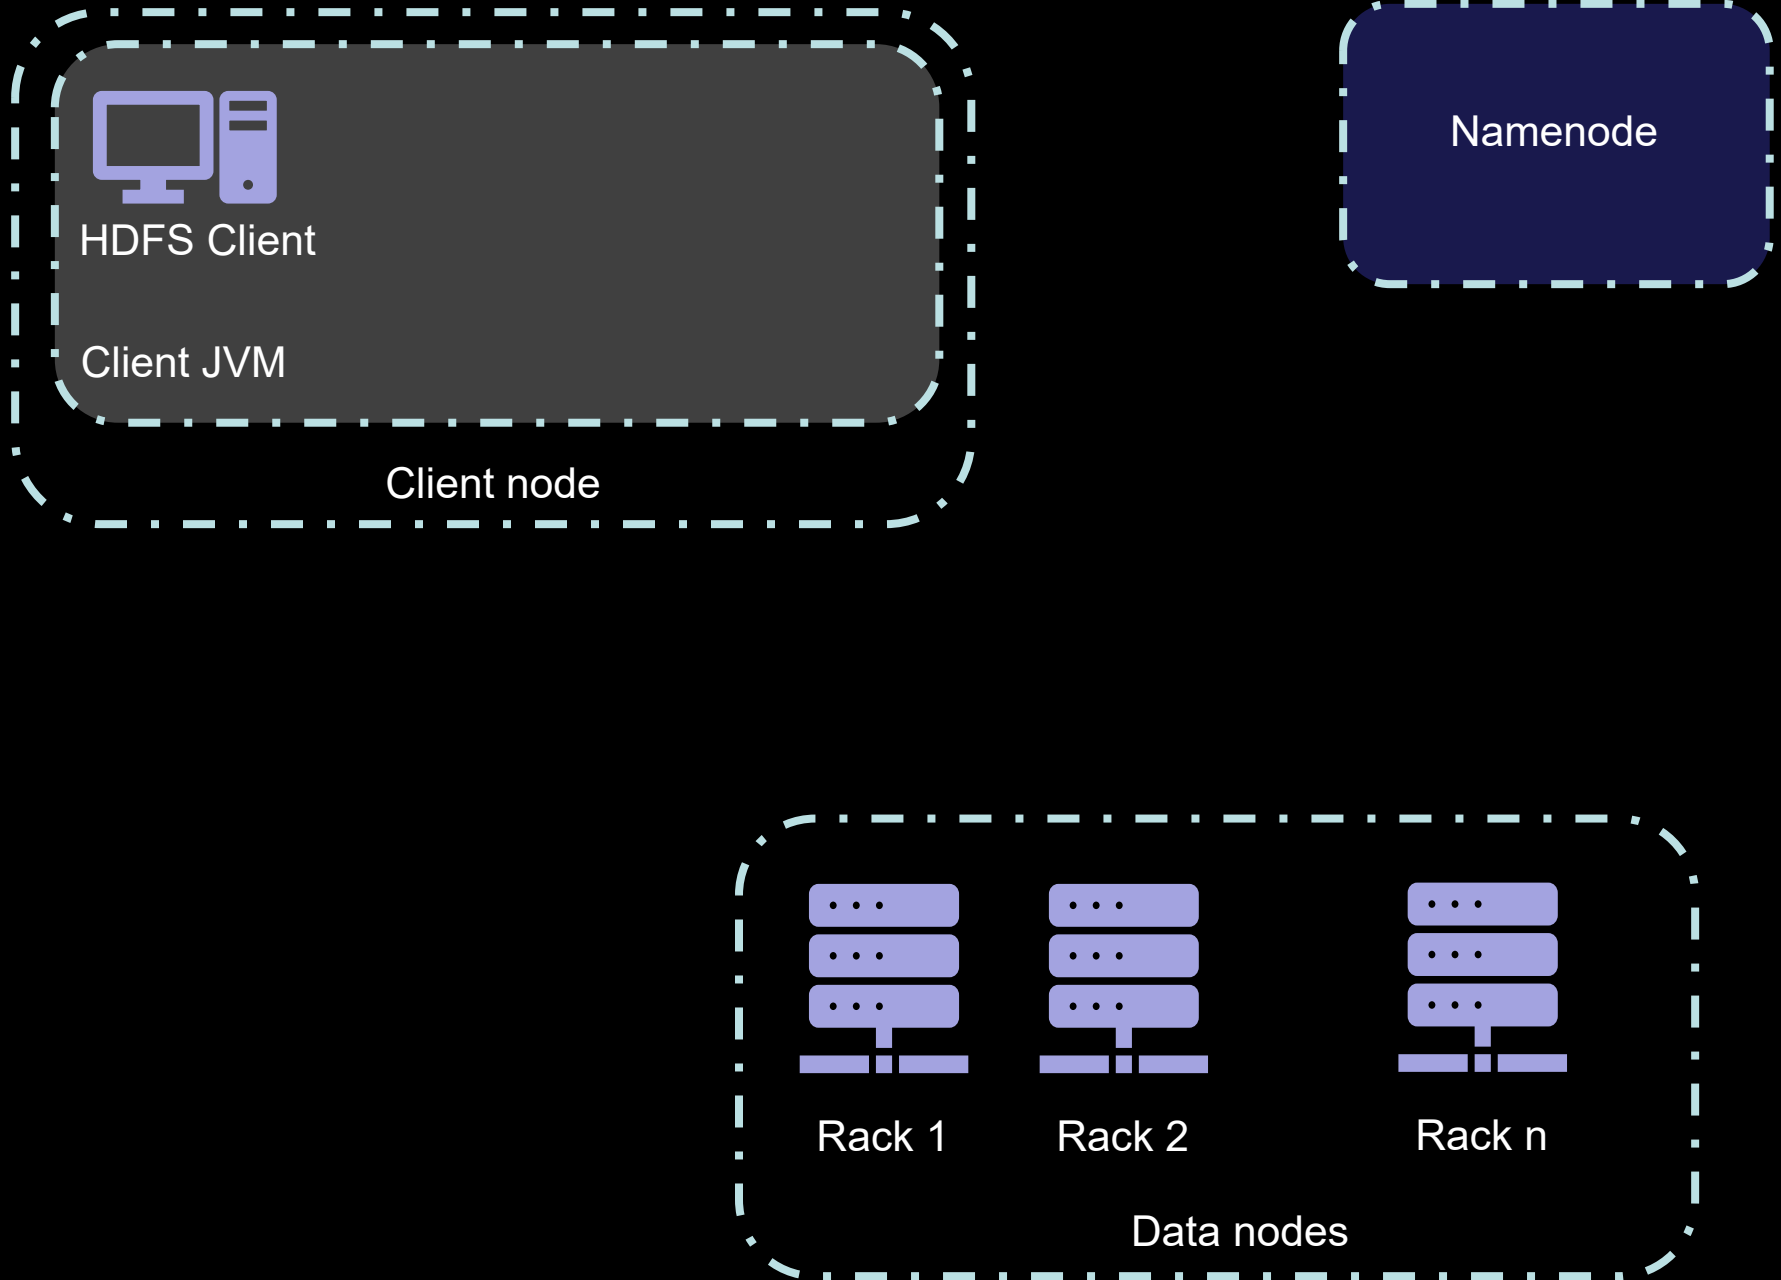 Namenode
HDFS Client
Client JVM
Client node
Rack 1
Rack 2
Rack n
Data nodes